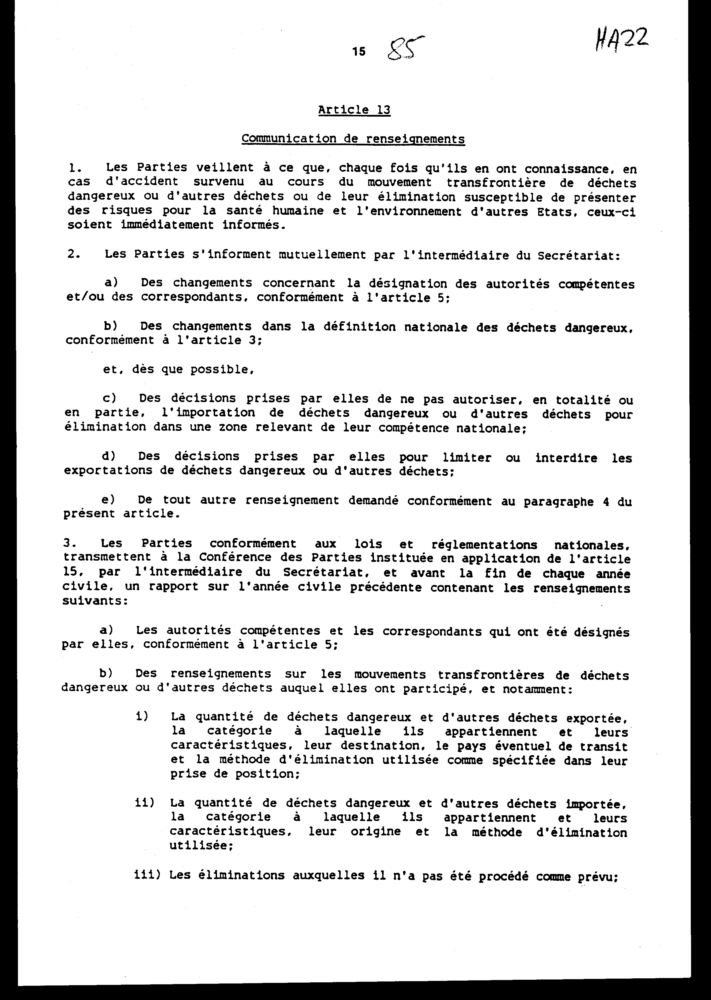 HA22
15 85
Article 13
Communication de renseignements
1. Les Parties veillent à ce que, chaque fois qu'ils en ont connaissance, en
cas d'accident survenu au cours du mouvement transfrontière de déchets
dangereux ou d'autres déchets ou de leur élimination susceptible de présenter
des risques pour la santé humaine et l'environnement d'autres Etats, ceux-ci
soient immédiatement informés.
2. Les Parties s'informent mutuellement par l'intermédiaire du Secrétariat:
a) Des changements concernant la désignation des autorités compétentes
et/ou des correspondants, conformément à l'article 5;
b) Des changements dans la définition nationale des déchets dangereux,
conformément à l'article 3;
et, dès que possible,
c) Des décisions prises par elles de ne pas autoriser, en totalité ou
en partie, l'importation de déchets dangereux ou d'autres déchets pour
élimination dans une zone relevant de leur compétence nationale;
d) Des décisions prises par elles pour limiter ou interdire les
exportations de déchets dangereux ou d'autres déchets;
e) De tout autre renseignement demandé conformément au paragraphe 4 du
présent article.
3. Les Parties conformément aux lois et réglementations nationales,
transmettent à la Conférence des Parties instituée en application de l'article
15, par l'intermédiaire du Secrétariat, et avant la fin de chaque année
civile, un rapport sur l'année civile précédente contenant les renseignements
suivants:
a) Les autorités compétentes et les correspondants qui ont été désignés
par elles, conformément à l'article 5;
b) Des renseignements sur les mouvements transfrontières de déchets
dangereux ou d'autres déchets auquel elles ont participé, et notamment:
i) La quantité de déchets dangereux et d'autres déchets exportée,
la catégorie à laquelle ils appartiennent et leurs
caractéristiques, leur destination, le pays éventuel de transit
et la méthode d'élimination utilisée comme spécifiée dans leur
prise de position;
ii) La quantité de déchets dangereux et d'autres déchets importée,
la catégorie à laquelle ils appartiennent et leurs
caractéristiques, leur origine et la méthode d'élimination
utilisée;
iii) Les éliminations auxquelles il n'a pas été procédé comme prévu;